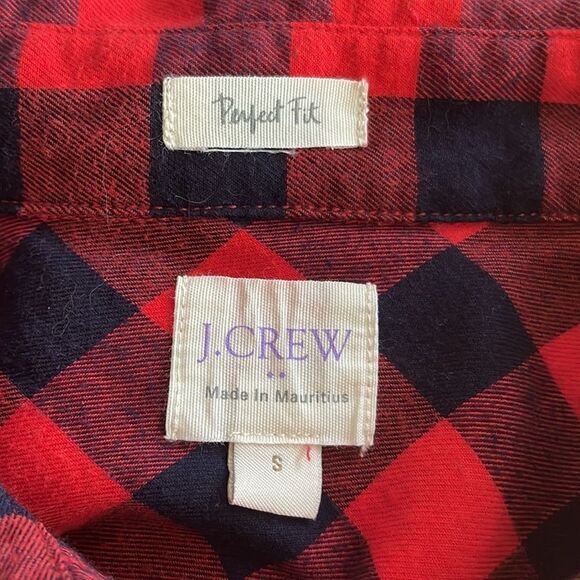 Perfect Fit
J.CREW
Made In Mauritius
S